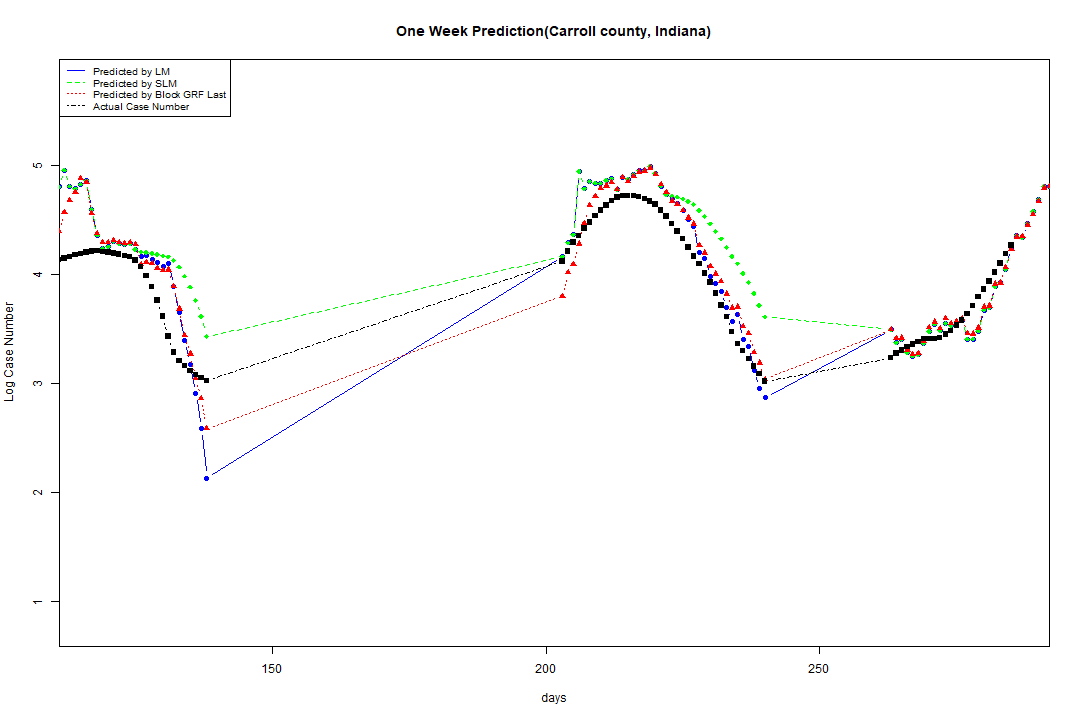 One Week Prediction(Carroll county, Indiana)
Predicted by LM
Predicted by SLM
Predicted by Block GRF Last
Actual Case Number
5
4
3
2
1
Log Case Number
150 200 250
days